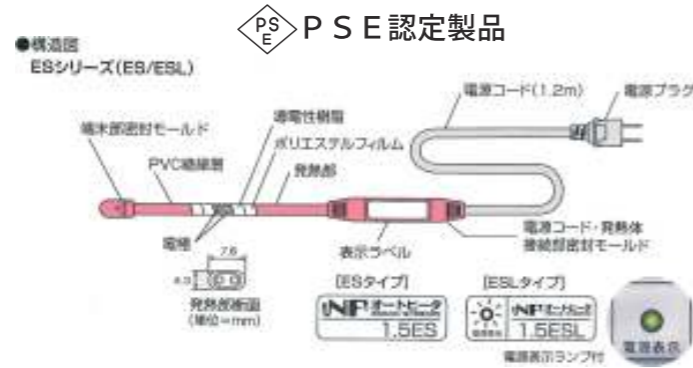 PSE PSE認定製品
●構造図
ESシリーズ(ES/ESL)
電源コード(1.2m)
電源プラグ
端末部密封モールド
導電性樹脂
ポリエステルフィルム
PVC絶縁層
発熱部
電極
表示ラベル
電源コード・発熱体
接続部密封モールド
7.6
発熱部断面
(単位=mm)
[ESタイプ]
NFオートヒータ
1.5ES
[ESLタイプ]
NFオートヒータ
1.5ESL
電源表示ランプ付
電源表示